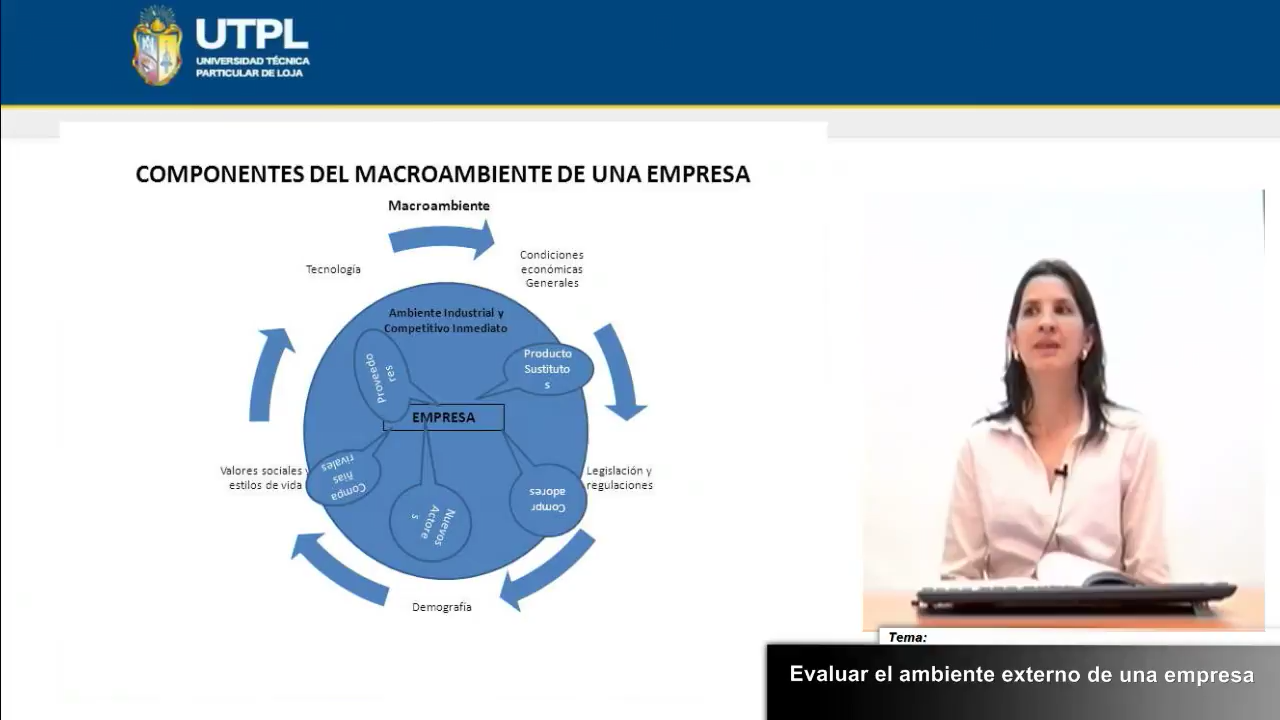 UTPL
UNIVERSIDAD TÉCNICA
PARTICULAR DE LOJA
COMPONENTES DEL MACROAMBIENTE DE UNA EMPRESA
Macroambiente
Tecnología
Condiciones
económicas
Generales
Ambiente Industrial y
Competitivo Inmediato
Proveedo
res
Producto
Sustituto
s
EMPRESA
Valores sociales y
estilos de vida
Compa
ñias
rivales
Nuevos
Actore
s
Compr
adores
Legislación y
regulaciones
Demografía
Tema:
Evaluar el ambiente externo de una empresa